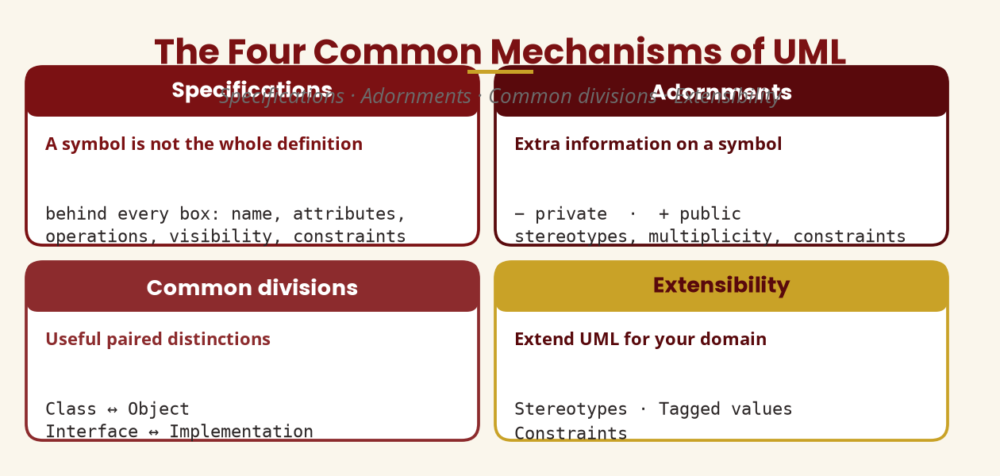 The Four Common Mechanisms of UML
Specifications · Adornments · Common divisions · Extensibility
Specifications
A symbol is not the whole definition
behind every box: name, attributes,
operations, visibility, constraints
Adornments
Extra information on a symbol
− private · + public
stereotypes, multiplicity, constraints
Common divisions
Useful paired distinctions
Class ↔ Object
Interface ↔ Implementation
Extensibility
Extend UML for your domain
Stereotypes · Tagged values
Constraints